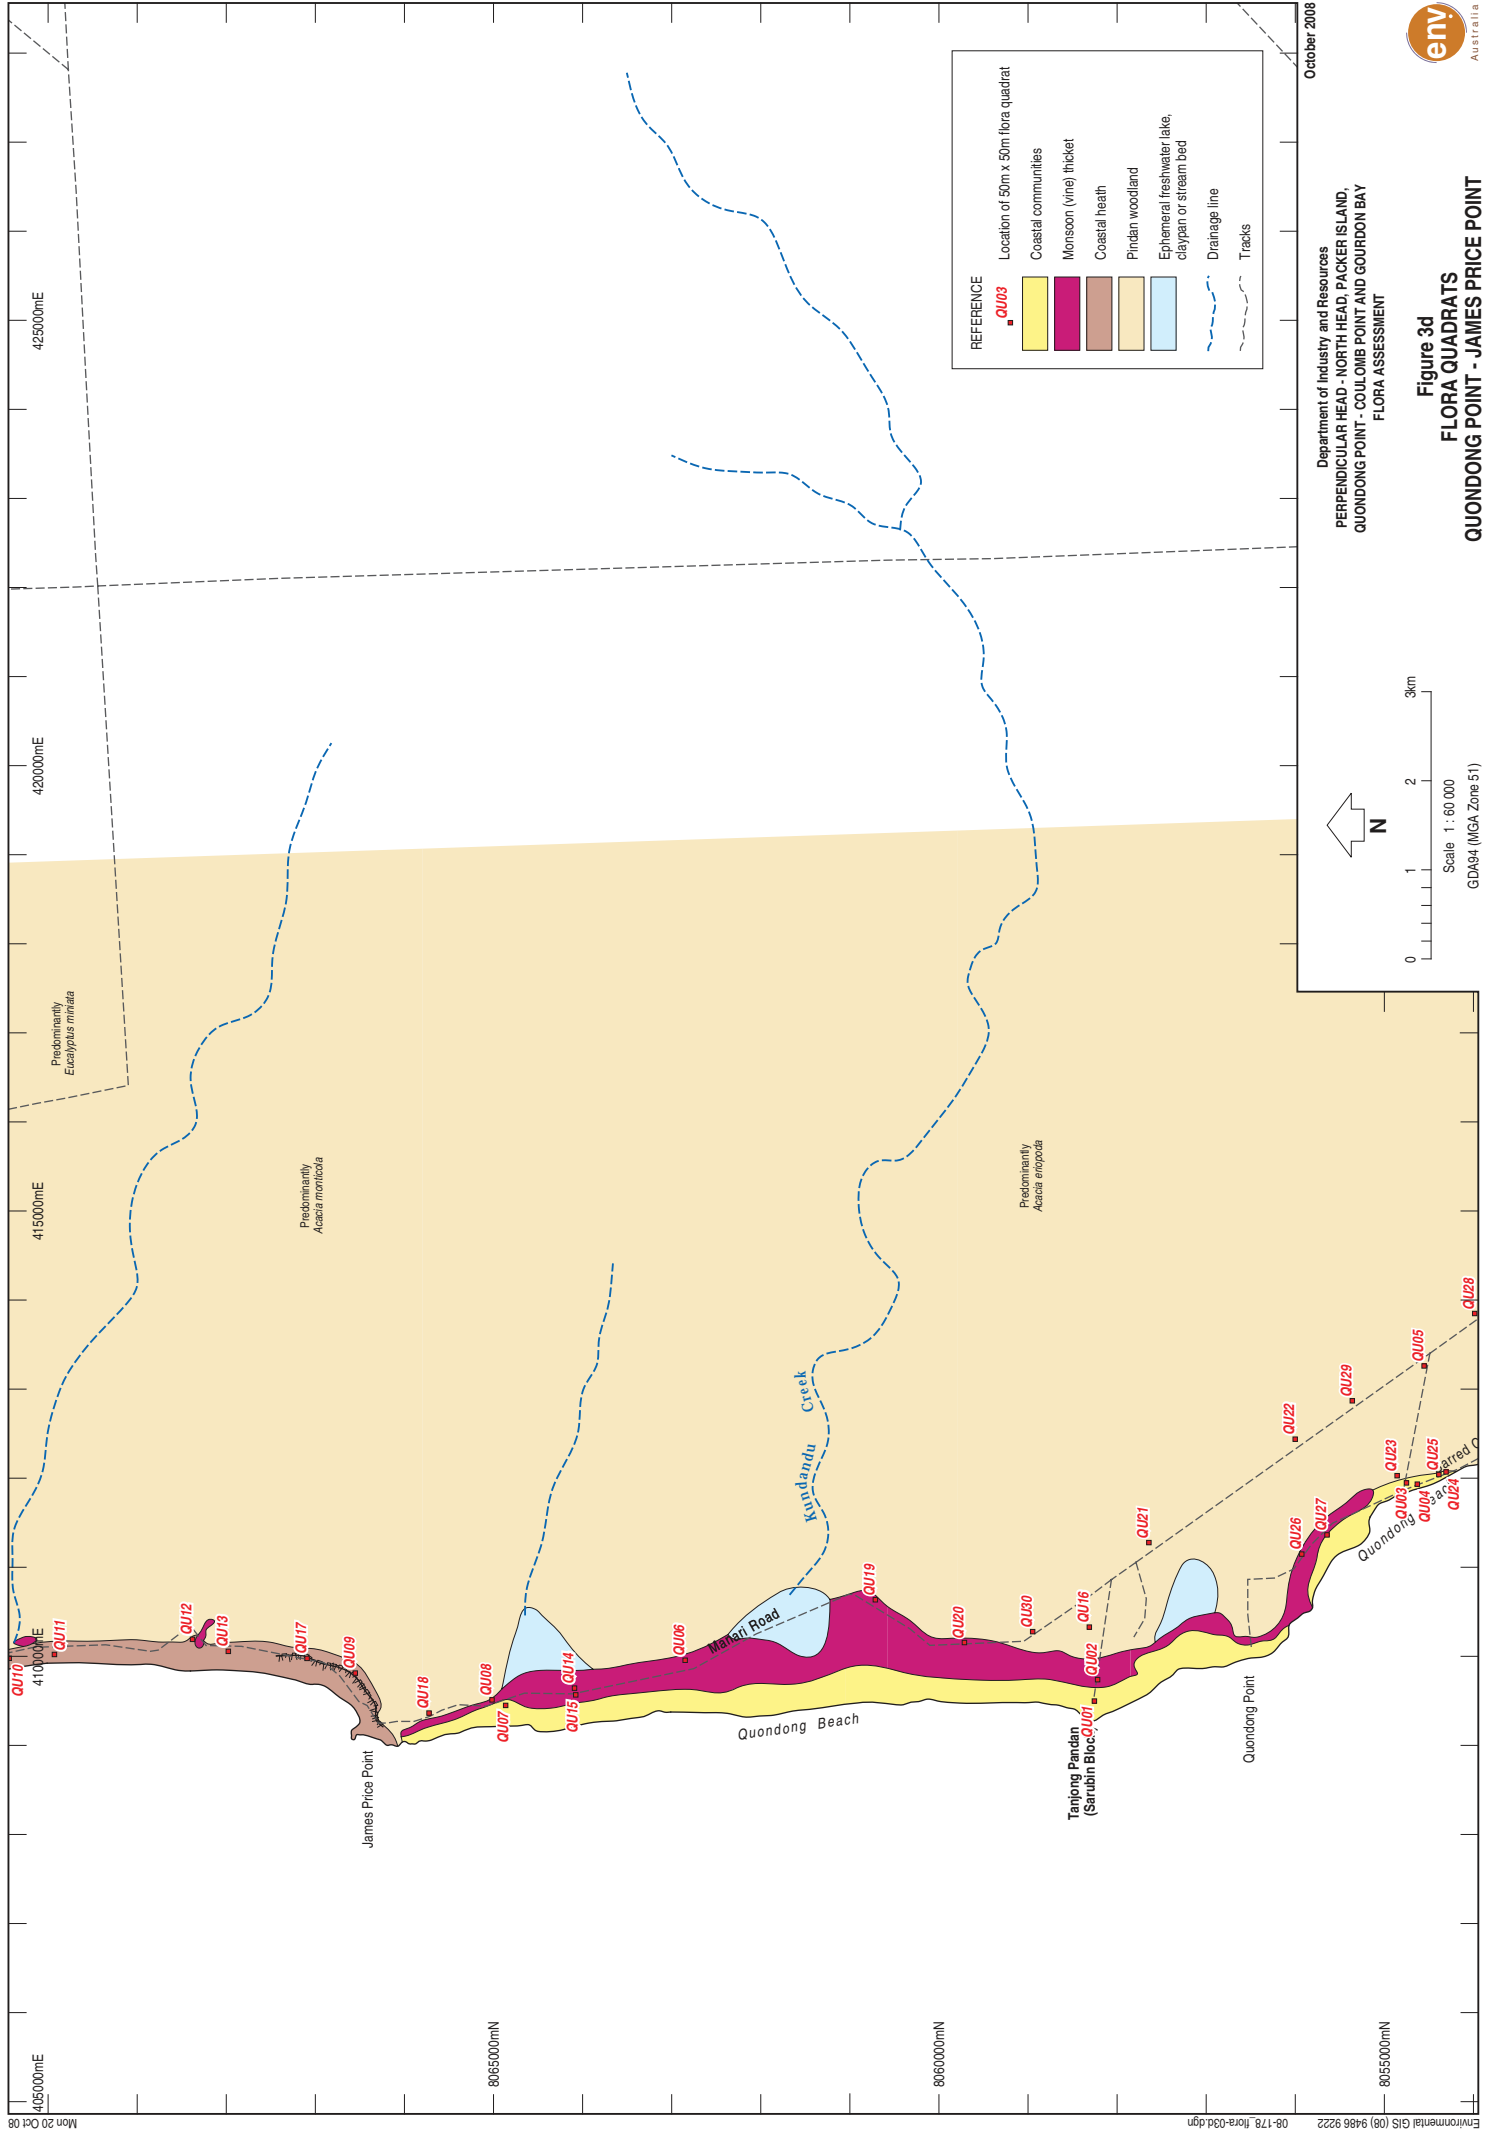 405000mE
410000mE
415000mE
420000mE
425000mE
8065000mN
8060000mN
8055000mN
Predominantly
Eucalyptus miniata
Predominantly
Acacia monticola
Predominantly
Acacia eriopoda
QU10
QU11
QU12
QU13
QU17
QU09
QU18
QU08
QU07
QU14
QU15
QU06
QU19
QU20
QU30
QU16
QU02
QU01
QU21
QU22
QU29
QU26
QU27
QU23
QU03
QU04
QU25
QU24
QU05
QU28
James Price Point
Quondong Beach
Manari Road
Kundandu Creek
Tanjong Pandan
(Sarubin Bloc
Quondong Point
Quondong
REFERENCE
QU03
Location of 50m x 50m flora quadrat
Coastal communities
Monsoon (vine) thicket
Coastal heath
Pindan woodland
Ephemeral freshwater lake,
claypan or stream bed
Drainage line
Tracks
N
0 1 2 3km
Scale 1 : 60 000
GDA94 (MGA Zone 51)
Department of Industry and Resources
PERPENDICULAR HEAD - NORTH HEAD, PACKER ISLAND,
QUONDONG POINT - COULOMB POINT AND GOURDON BAY
FLORA ASSESSMENT
Figure 3d
FLORA QUADRATS
QUONDONG POINT - JAMES PRICE POINT
October 2008
env
Australia
Environmental GIS (08) 9486 9222
08-178_flora-03d.dgn
Mon 20 Oct 08